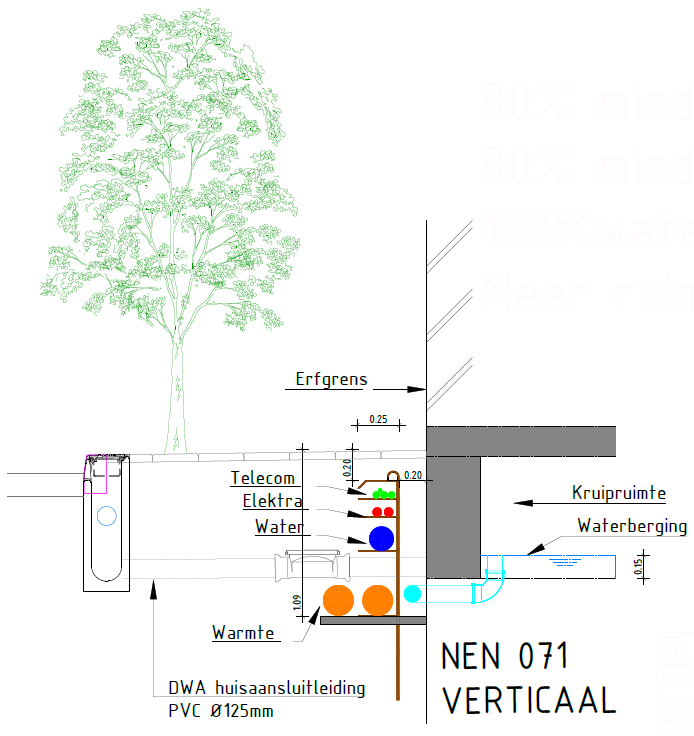 80% mind
80% mind
100% wate
Meer ruim
Erfgrens
0.25
0.20
0.20
Telecom
Elektra
Water
Kruipruimte
Waterberging
0.15
1.09
Warmte
NEN 071
VERTICAAL
DWA huisaansluitleiding
PVC Ø125mm